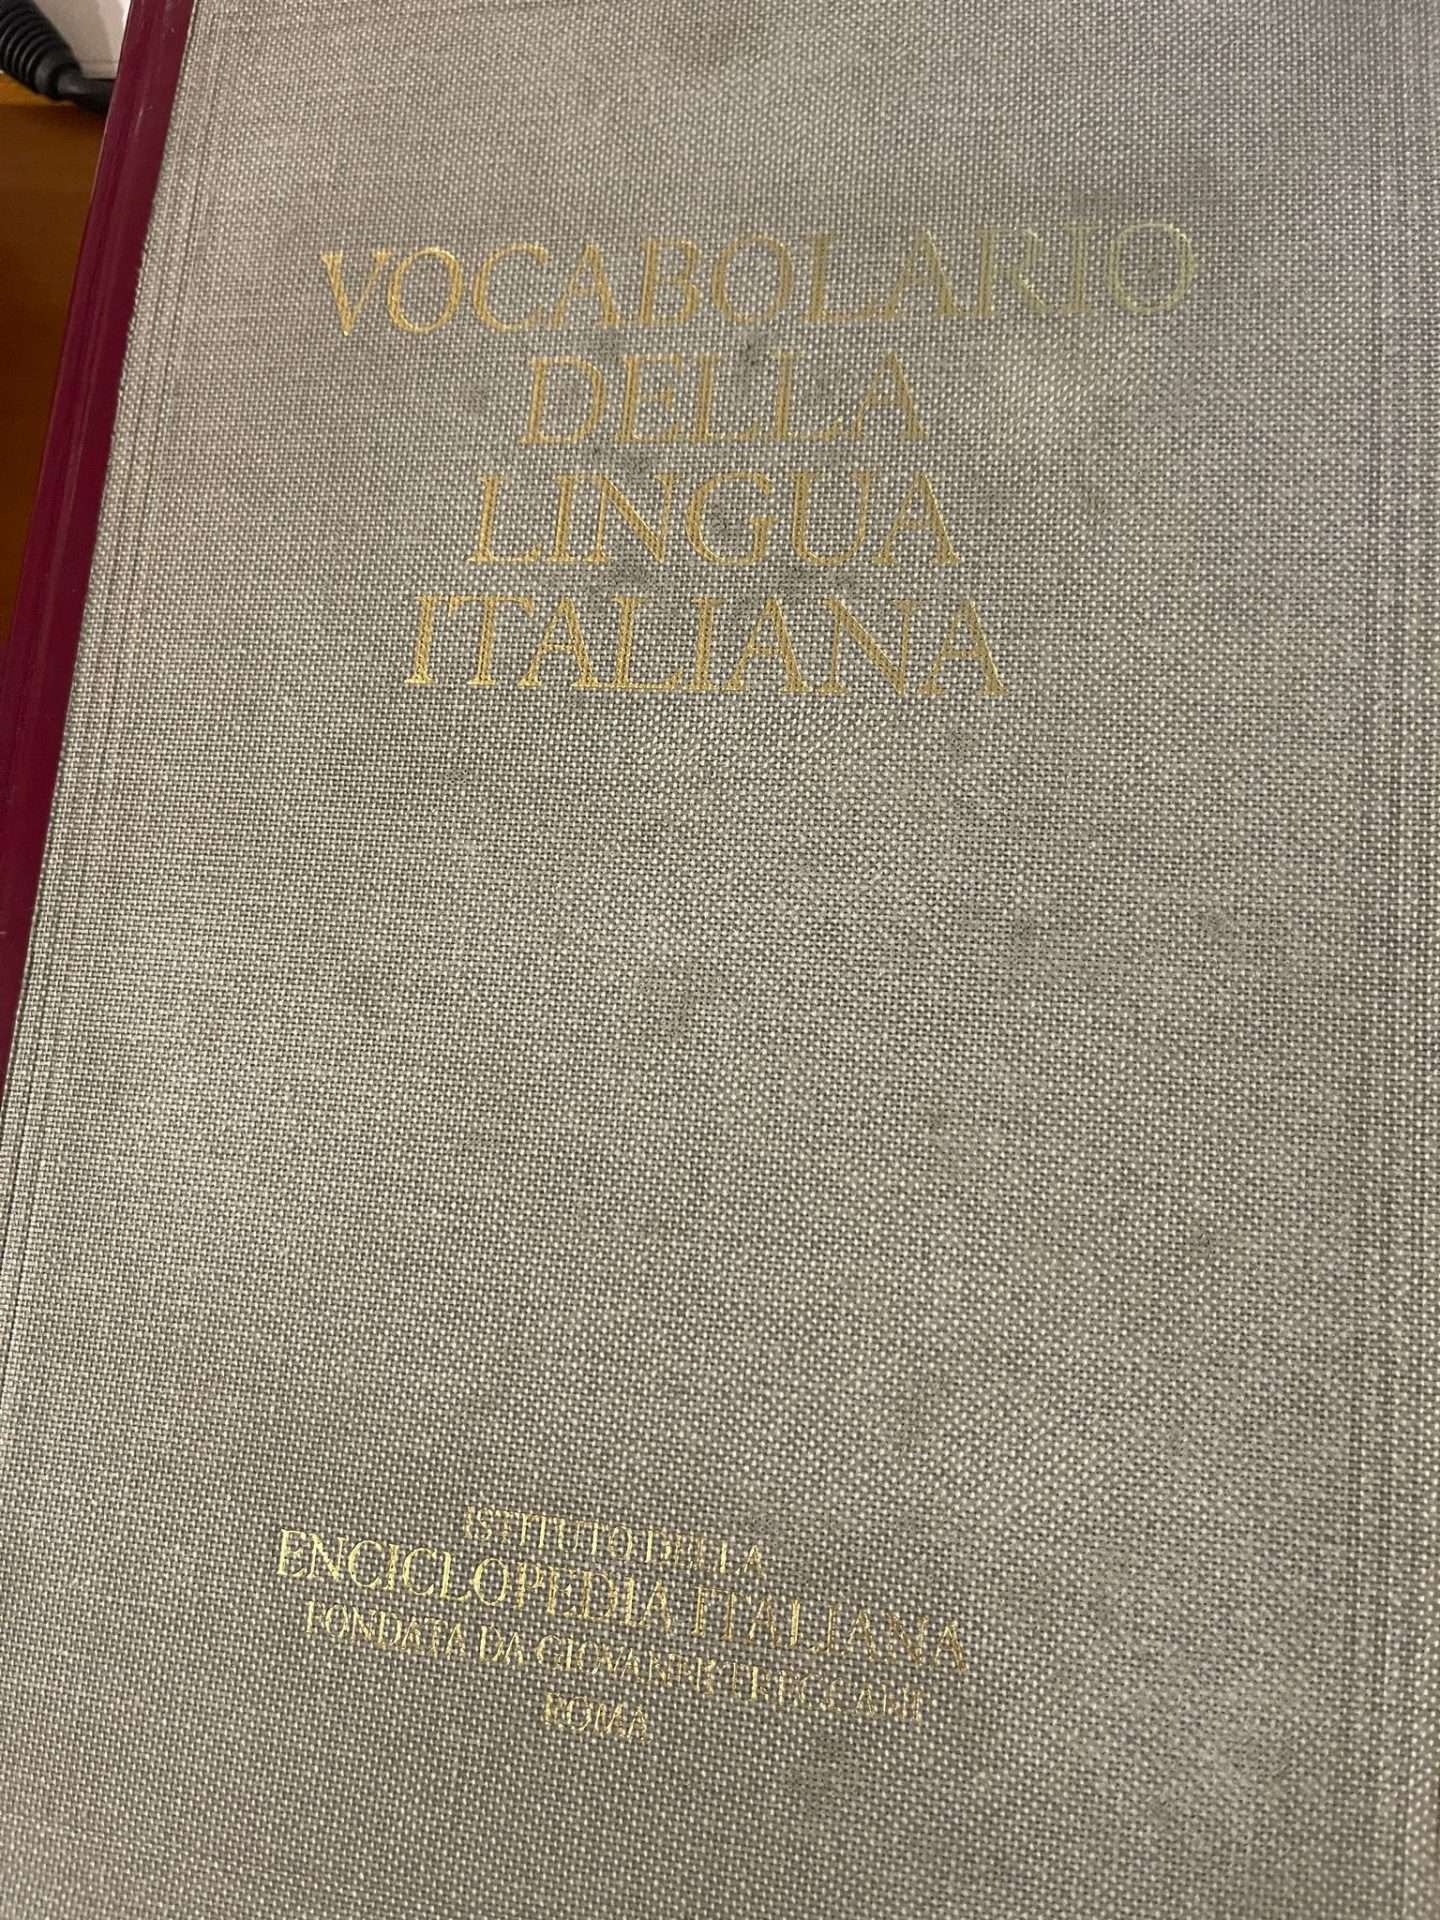 VOCABOLARIO
DELLA
LINGUA
ITALIANA
ISTITUTO DELLA
ENCICLOPEDIA ITALIANA
FONDATA DA GIOVANNI TRECCANI
ROMA